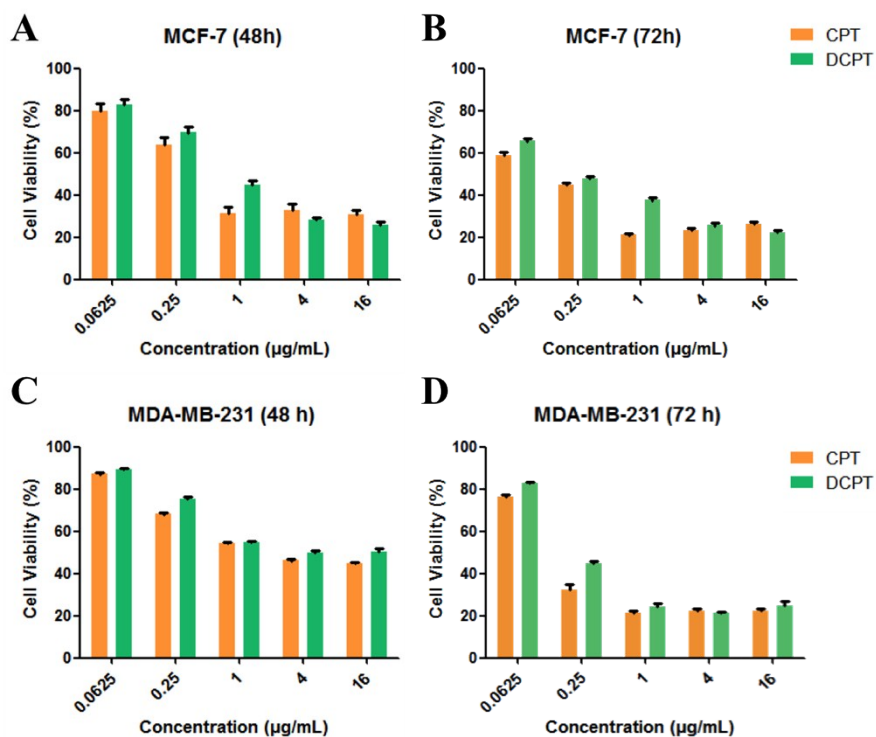 A
MCF-7 (48h)
Cell Viability (%)
100
80
60
40
20
0
0.0625
0.25
1
4
16
Concentration (µg/mL)
B
MCF-7 (72h)
CPT
DCPT
Cell Viability (%)
100
80
60
40
20
0
0.0625
0.25
1
4
16
Concentration (µg/mL)
C
MDA-MB-231 (48 h)
Cell Viability (%)
100
80
60
40
20
0
0.0625
0.25
1
4
16
Concentration (µg/mL)
D
MDA-MB-231 (72 h)
CPT
DCPT
Cell Viability (%)
100
80
60
40
20
0
0.0625
0.25
1
4
16
Concentration (µg/mL)